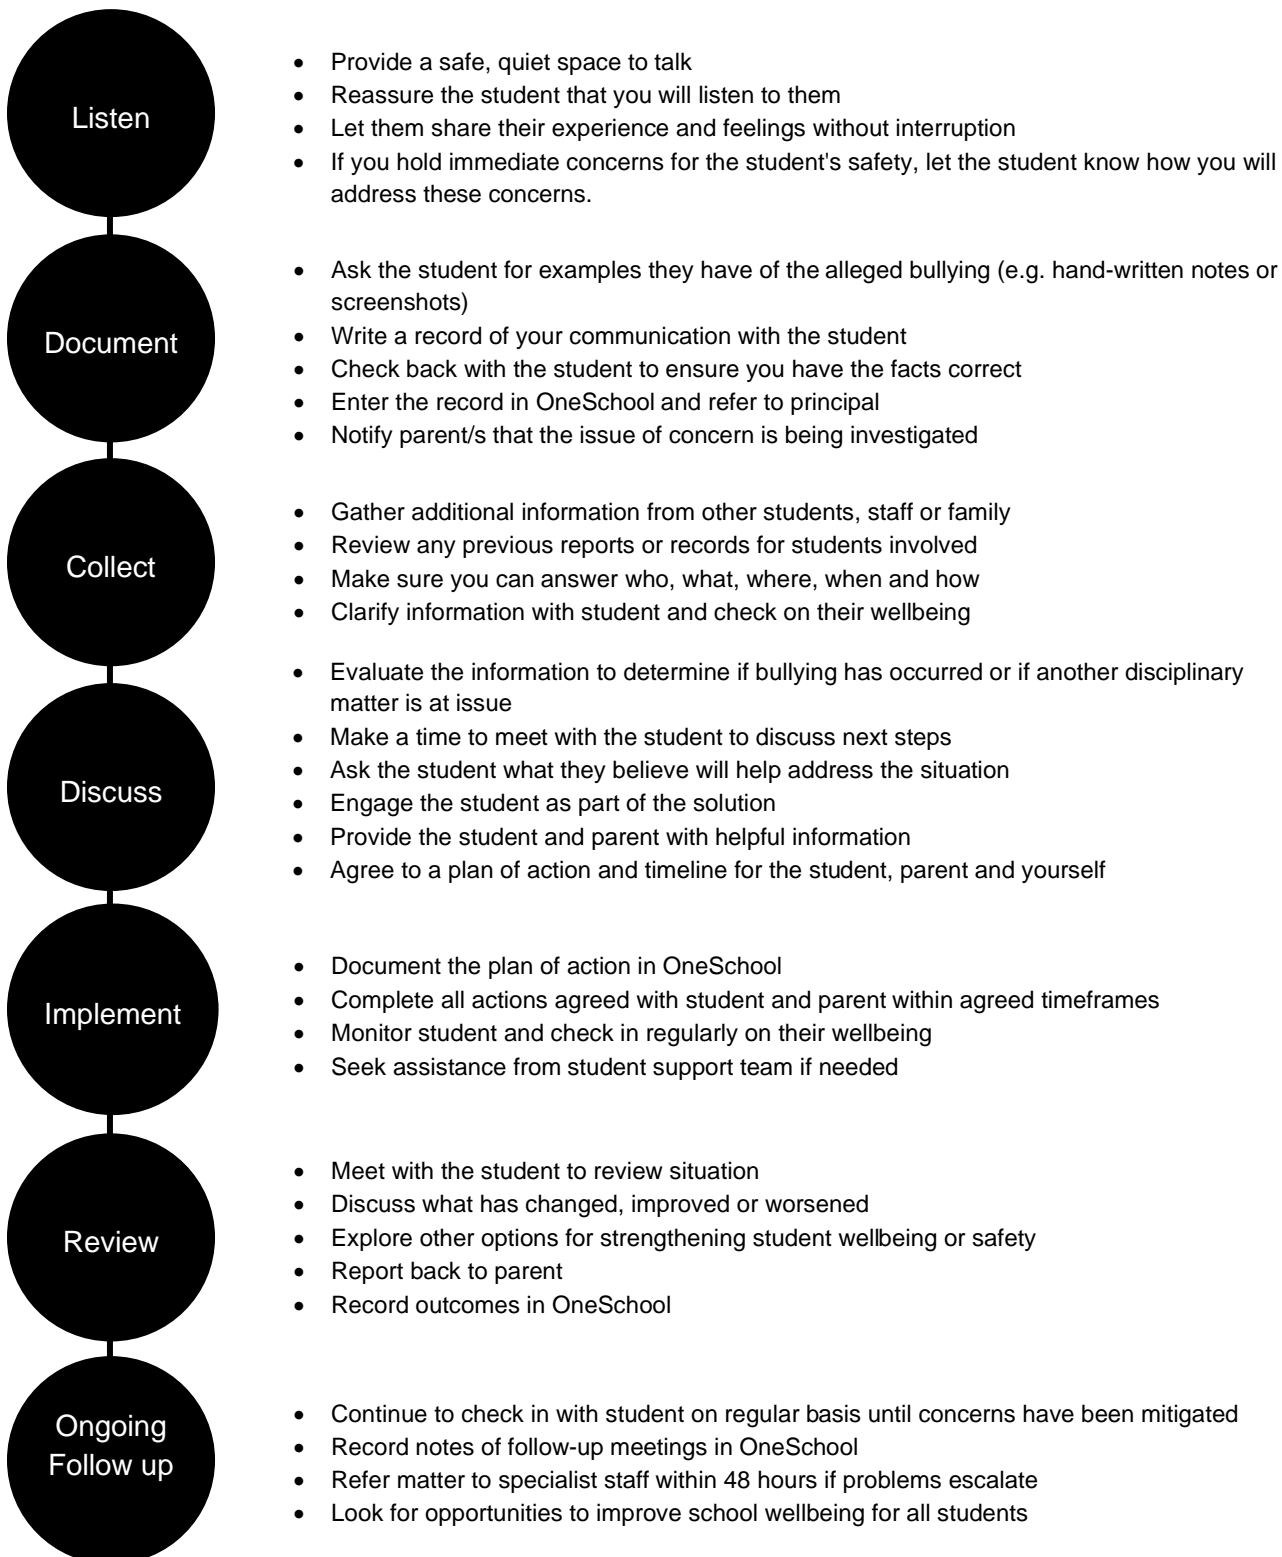 Listen
• Provide a safe, quiet space to talk
• Reassure the student that you will listen to them
• Let them share their experience and feelings without interruption
• If you hold immediate concerns for the student's safety, let the student know how you will
address these concerns.
Document
• Ask the student for examples they have of the alleged bullying (e.g. hand-written notes or
screenshots)
• Write a record of your communication with the student
• Check back with the student to ensure you have the facts correct
• Enter the record in OneSchool and refer to principal
• Notify parent/s that the issue of concern is being investigated
Collect
• Gather additional information from other students, staff or family
• Review any previous reports or records for students involved
• Make sure you can answer who, what, where, when and how
• Clarify information with student and check on their wellbeing
Discuss
• Evaluate the information to determine if bullying has occurred or if another disciplinary
matter is at issue
• Make a time to meet with the student to discuss next steps
• Ask the student what they believe will help address the situation
• Engage the student as part of the solution
• Provide the student and parent with helpful information
• Agree to a plan of action and timeline for the student, parent and yourself
Implement
• Document the plan of action in OneSchool
• Complete all actions agreed with student and parent within agreed timeframes
• Monitor student and check in regularly on their wellbeing
• Seek assistance from student support team if needed
Review
• Meet with the student to review situation
• Discuss what has changed, improved or worsened
• Explore other options for strengthening student wellbeing or safety
• Report back to parent
• Record outcomes in OneSchool
Ongoing
Follow up
• Continue to check in with student on regular basis until concerns have been mitigated
• Record notes of follow-up meetings in OneSchool
• Refer matter to specialist staff within 48 hours if problems escalate
• Look for opportunities to improve school wellbeing for all students